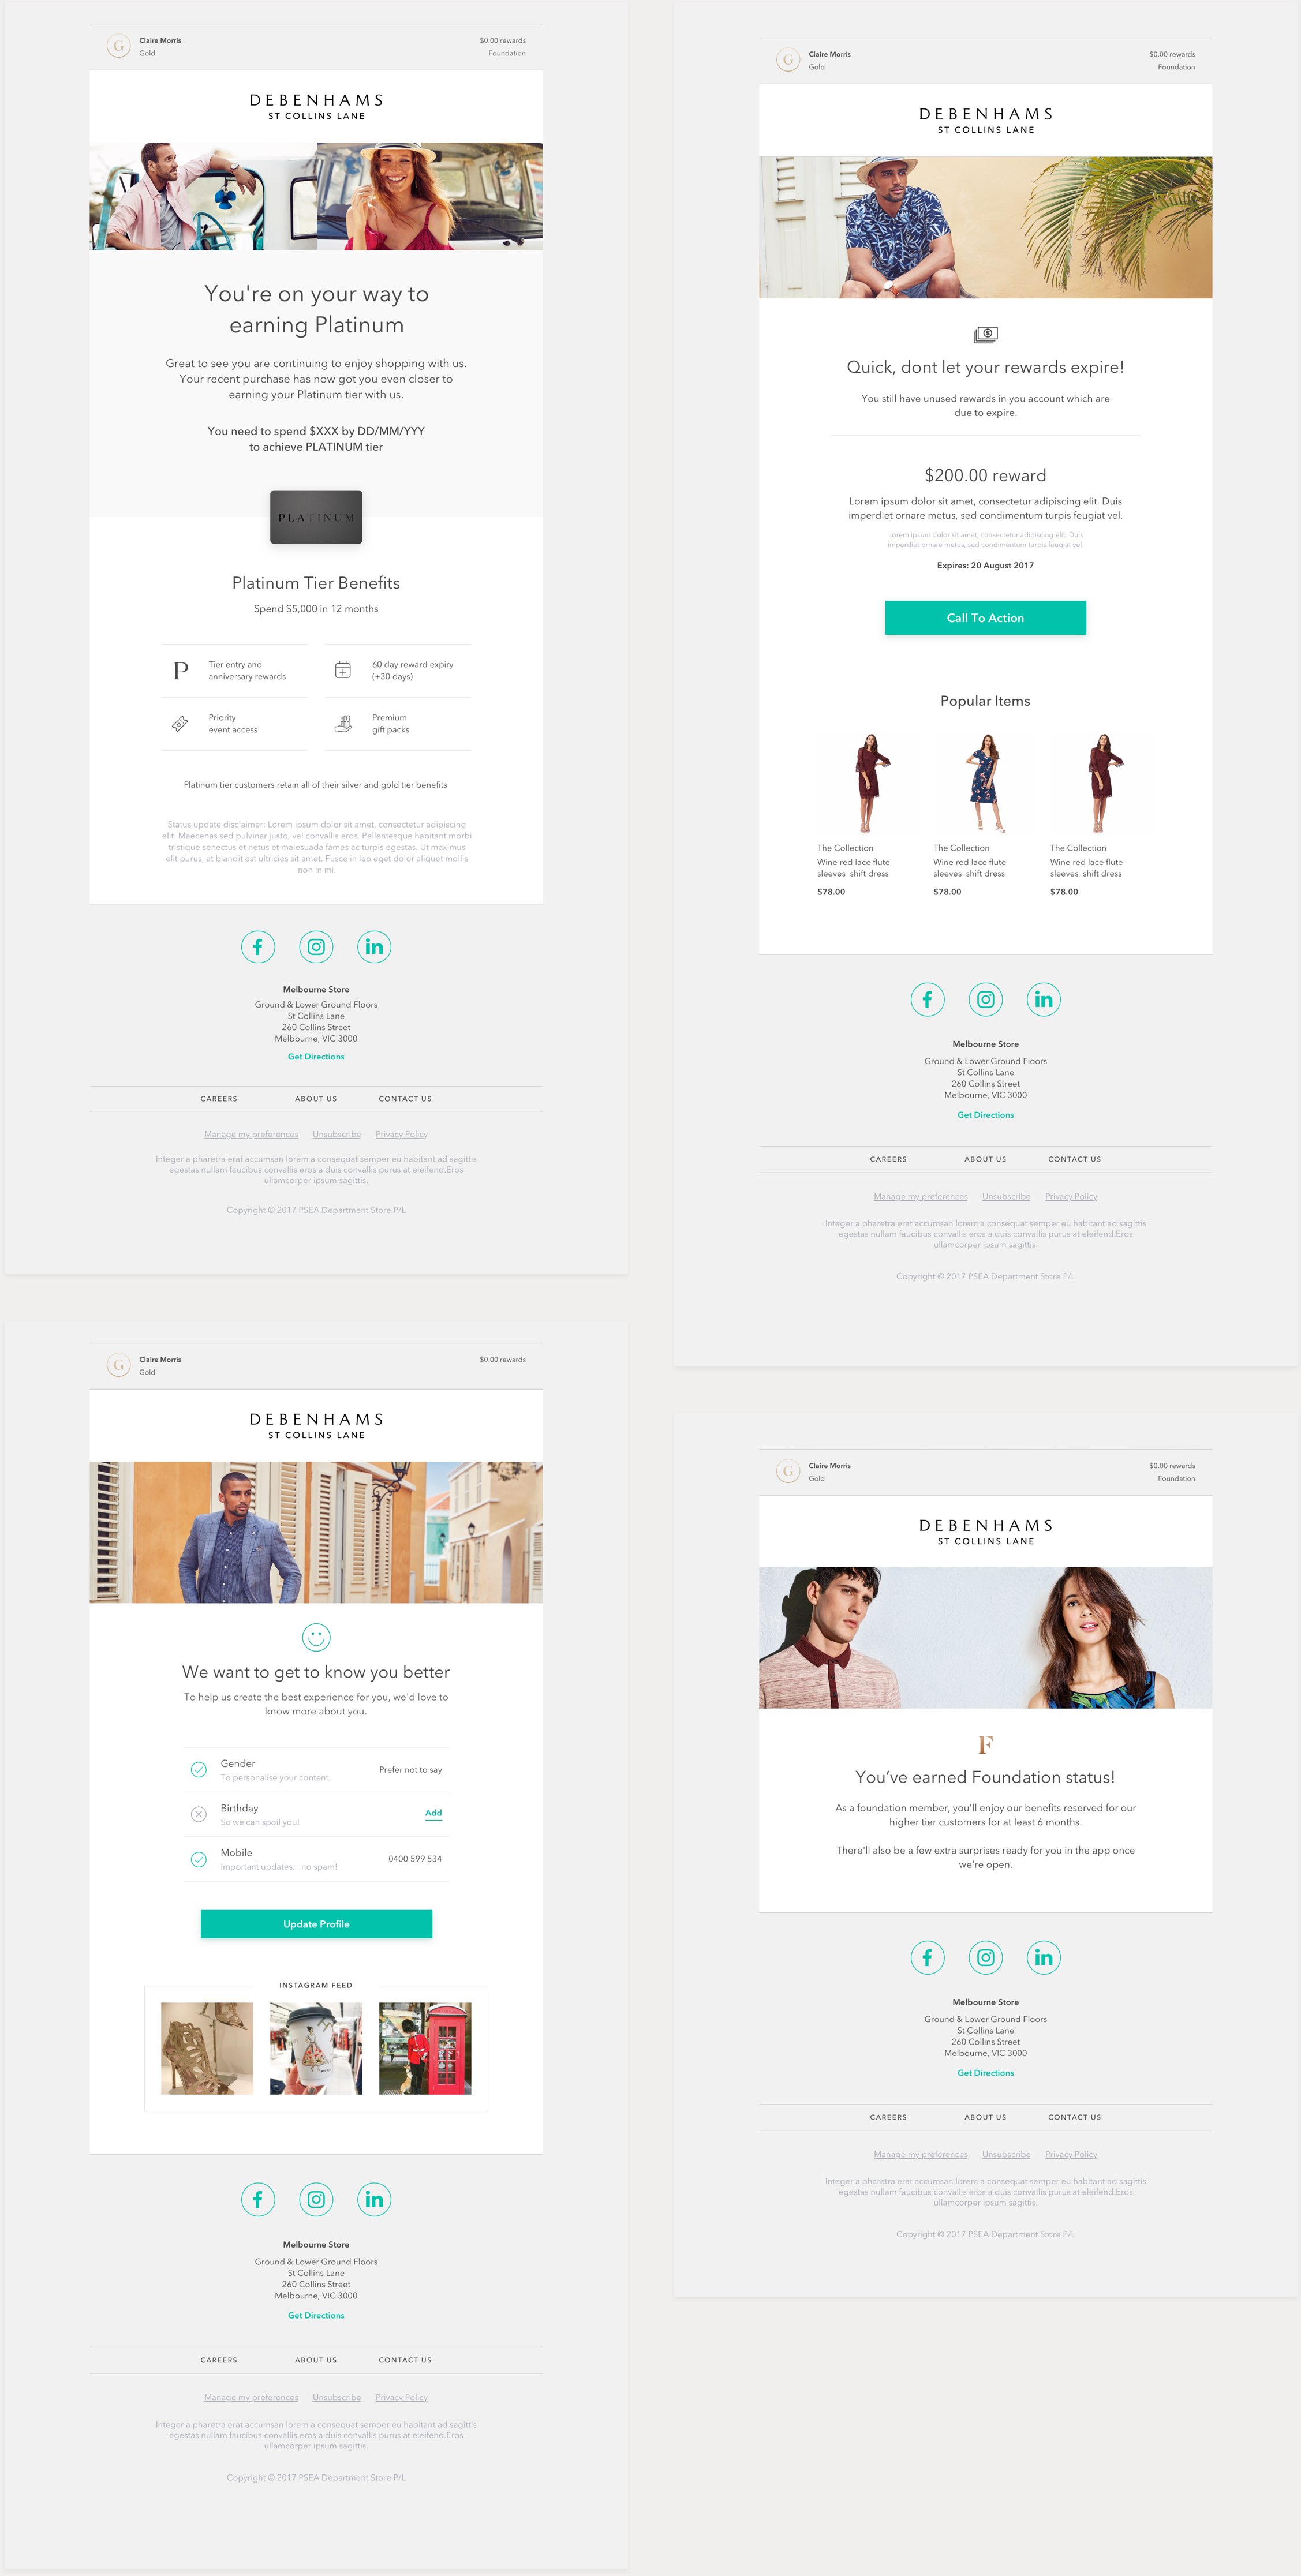 G
Claire Morris
Gold
$0.00 rewards
Foundation
DEBENHAMS
ST COLLINS LANE
You're on your way to
earning Platinum
Great to see you are continuing to enjoy shopping with us.
Your recent purchase has now got you even closer to
earning your Platinum tier with us.
You need to spend $XXX by DD/MM/YYY
to achieve PLATINUM tier
PLATINUM
Platinum Tier Benefits
Spend $5,000 in 12 months
P
Tier entry and
anniversary rewards
60 day reward expiry
(+30 days)
Priority
event access
Premium
gift packs
Platinum tier customers retain all of their silver and gold tier benefits
Status update disclaimer: Lorem ipsum dolor sit amet, consectetur adipiscing
elit. Maecenas sed pulvinar justo, vel convallis eros. Pellentesque habitant morbi
tristique senectus et netus et malesuada fames ac turpis egestas. Ut maximus
elit purus, at blandit est ultricies sit amet. Fusce in leo eget dolor aliquet mollis
non in mi.
Melbourne Store
Ground & Lower Ground Floors
St Collins Lane
260 Collins Street
Melbourne, VIC 3000
Get Directions
CAREERS ABOUT US CONTACT US
Manage my preferences Unsubscribe Privacy Policy
Integer a pharetra erat accumsan lorem a consequat semper eu habitant ad sagittis
egestas nullam faucibus convallis eros a duis convallis purus at eleifend.Eros
ullamcorper ipsum sagittis.
Copyright © 2017 PSEA Department Store P/L
G
Claire Morris
Gold
$0.00 rewards
Foundation
DEBENHAMS
ST COLLINS LANE
Quick, dont let your rewards expire!
You still have unused rewards in you account which are
due to expire.
$200.00 reward
Lorem ipsum dolor sit amet, consectetur adipiscing elit. Duis
imperdiet ornare metus, sed condimentum turpis feugiat vel.
Lorem ipsum dolor sit amet, consectetur adipiscing elit. Duis
imperdiet ornare metus, sed condimentum turpis feugiat vel.
Expires: 20 August 2017
Call To Action
Popular Items
The Collection
Wine red lace flute
sleeves shift dress
$78.00
The Collection
Wine red lace flute
sleeves shift dress
$78.00
The Collection
Wine red lace flute
sleeves shift dress
$78.00
Melbourne Store
Ground & Lower Ground Floors
St Collins Lane
260 Collins Street
Melbourne, VIC 3000
Get Directions
CAREERS ABOUT US CONTACT US
Manage my preferences Unsubscribe Privacy Policy
Integer a pharetra erat accumsan lorem a consequat semper eu habitant ad sagittis
egestas nullam faucibus convallis eros a duis convallis purus at eleifend.Eros
ullamcorper ipsum sagittis.
Copyright © 2017 PSEA Department Store P/L
G
Claire Morris
Gold
$0.00 rewards
DEBENHAMS
ST COLLINS LANE
We want to get to know you better
To help us create the best experience for you, we'd love to
know more about you.
Gender
To personalise your content.
Prefer not to say
Birthday
So we can spoil you!
Add
Mobile
Important updates... no spam!
0400 599 534
Update Profile
INSTAGRAM FEED
Melbourne Store
Ground & Lower Ground Floors
St Collins Lane
260 Collins Street
Melbourne, VIC 3000
Get Directions
CAREERS ABOUT US CONTACT US
Manage my preferences Unsubscribe Privacy Policy
Integer a pharetra erat accumsan lorem a consequat semper eu habitant ad sagittis
egestas nullam faucibus convallis eros a duis convallis purus at eleifend.Eros
ullamcorper ipsum sagittis.
Copyright © 2017 PSEA Department Store P/L
G
Claire Morris
Gold
$0.00 rewards
Foundation
DEBENHAMS
ST COLLINS LANE
F
You’ve earned Foundation status!
As a foundation member, you'll enjoy our benefits reserved for our
higher tier customers for at least 6 months.
There'll also be a few extra surprises ready for you in the app once
we're open.
Melbourne Store
Ground & Lower Ground Floors
St Collins Lane
260 Collins Street
Melbourne, VIC 3000
Get Directions
CAREERS ABOUT US CONTACT US
Manage my preferences Unsubscribe Privacy Policy
Integer a pharetra erat accumsan lorem a consequat semper eu habitant ad sagittis
egestas nullam faucibus convallis eros a duis convallis purus at eleifend.Eros
ullamcorper ipsum sagittis.
Copyright © 2017 PSEA Department Store P/L